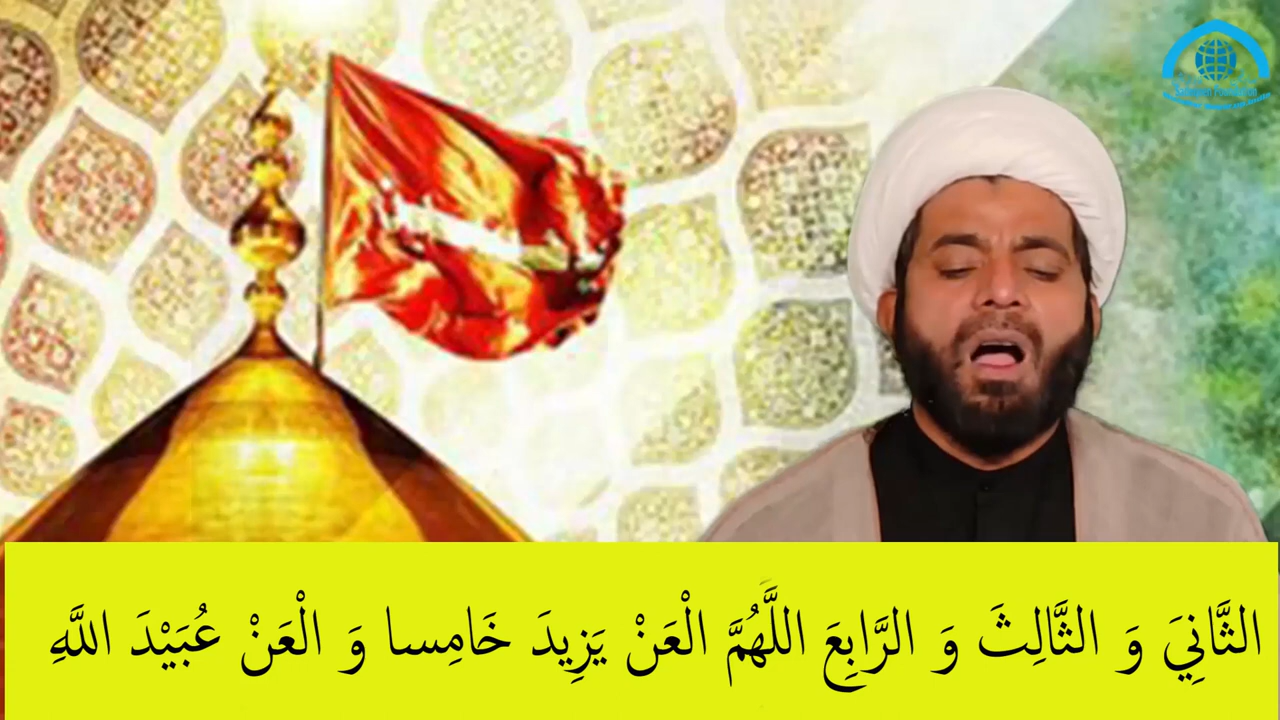 الثَّانِيَ وَ الثَّالِثَ وَ الرَّابِعَ اللَّهُمَّ الْعَنْ يَزِيدَ خَامِسا وَ الْعَنْ عُبَيْدَ اللَّهِ